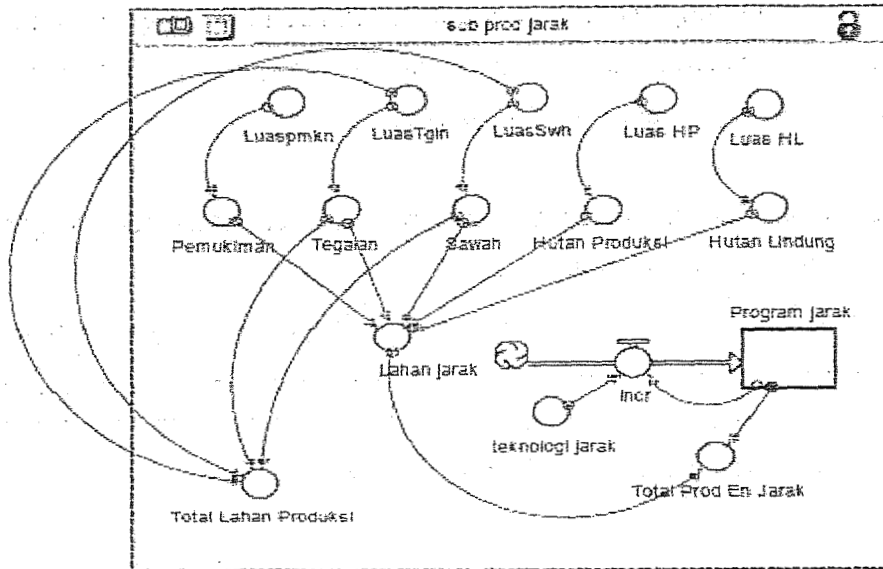 sub prod jarak
Luaspmkn
LuasTgln
LuasSwh
Luas HP
Luas HL
Pemukiman
Tegalan
Sawah
Hutan Produksi
Hutan Lindung
Program jarak
Lahan jarak
Incr
teknologi jarak
Total Prod En Jarak
Total Lahan Produksi